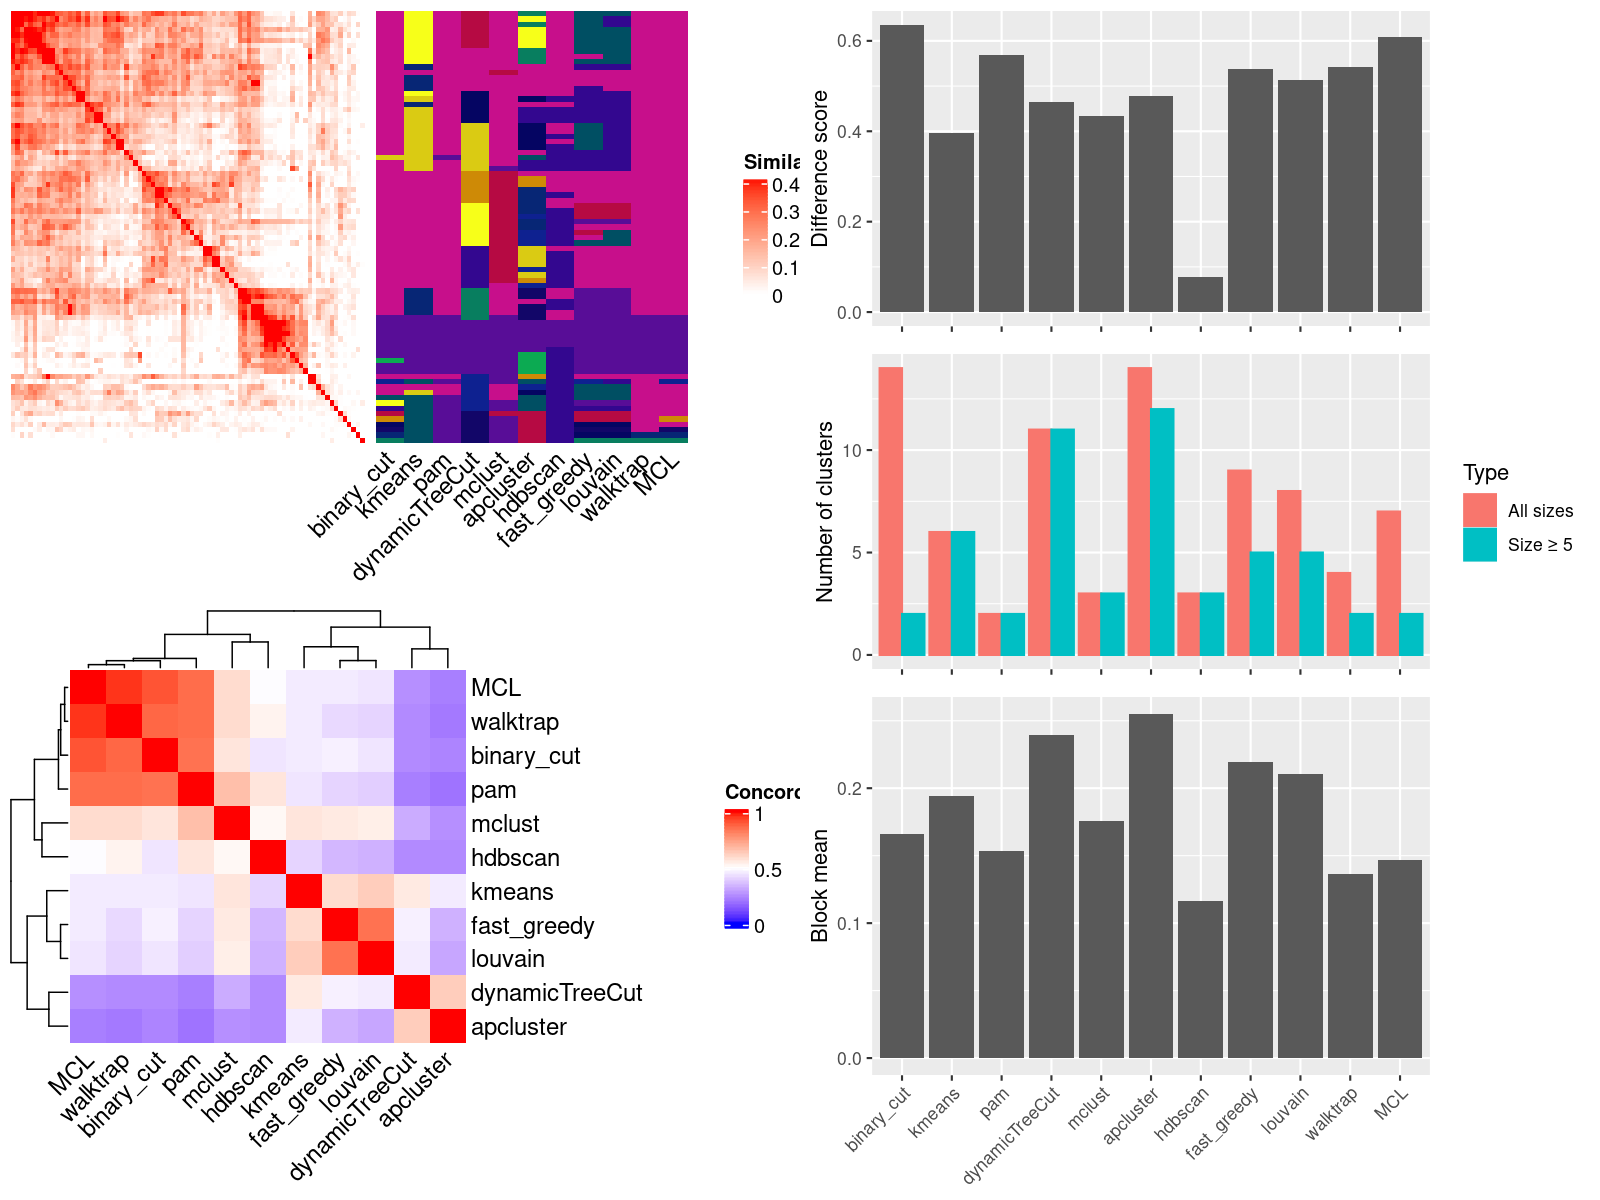 Simila
0.4
0.3
0.2
0.1
0
binary_cut
kmeans
pam
dynamicTreeCut
mclust
apcluster
hdbscan
fast_greedy
louvain
walktrap
MCL
MCL
walktrap
binary_cut
pam
mclust
hdbscan
kmeans
fast_greedy
louvain
dynamicTreeCut
apcluster
MCL
walktrap
binary_cut
pam
mclust
hdbscan
kmeans
fast_greedy
louvain
dynamicTreeCut
apcluster
Concord
1
0.5
0
Difference score
0.6
0.4
0.2
0.0
Number of clusters
10
5
0
Type
All sizes
Size ≥ 5
Block mean
0.2
0.1
0.0
binary_cut
kmeans
pam
dynamicTreeCut
mclust
apcluster
hdbscan
fast_greedy
louvain
walktrap
MCL